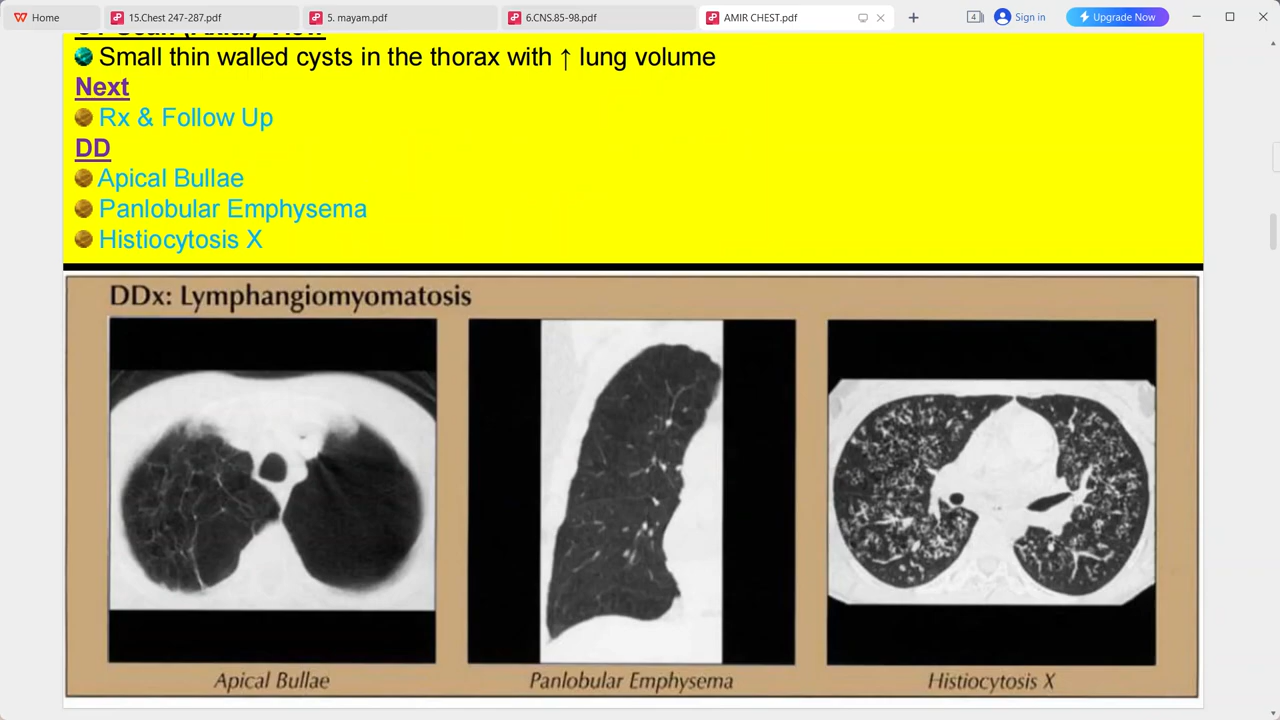 Home
15.Chest 247-287.pdf
5. mayam.pdf
6.CNS.85-98.pdf
AMIR CHEST.pdf
4
Sign in
Upgrade Now
Small thin walled cysts in the thorax with ↑ lung volume
Next
Rx & Follow Up
DD
Apical Bullae
Panlobular Emphysema
Histiocytosis X
DDx: Lymphangiomyomatosis
Apical Bullae
Panlobular Emphysema
Histiocytosis X